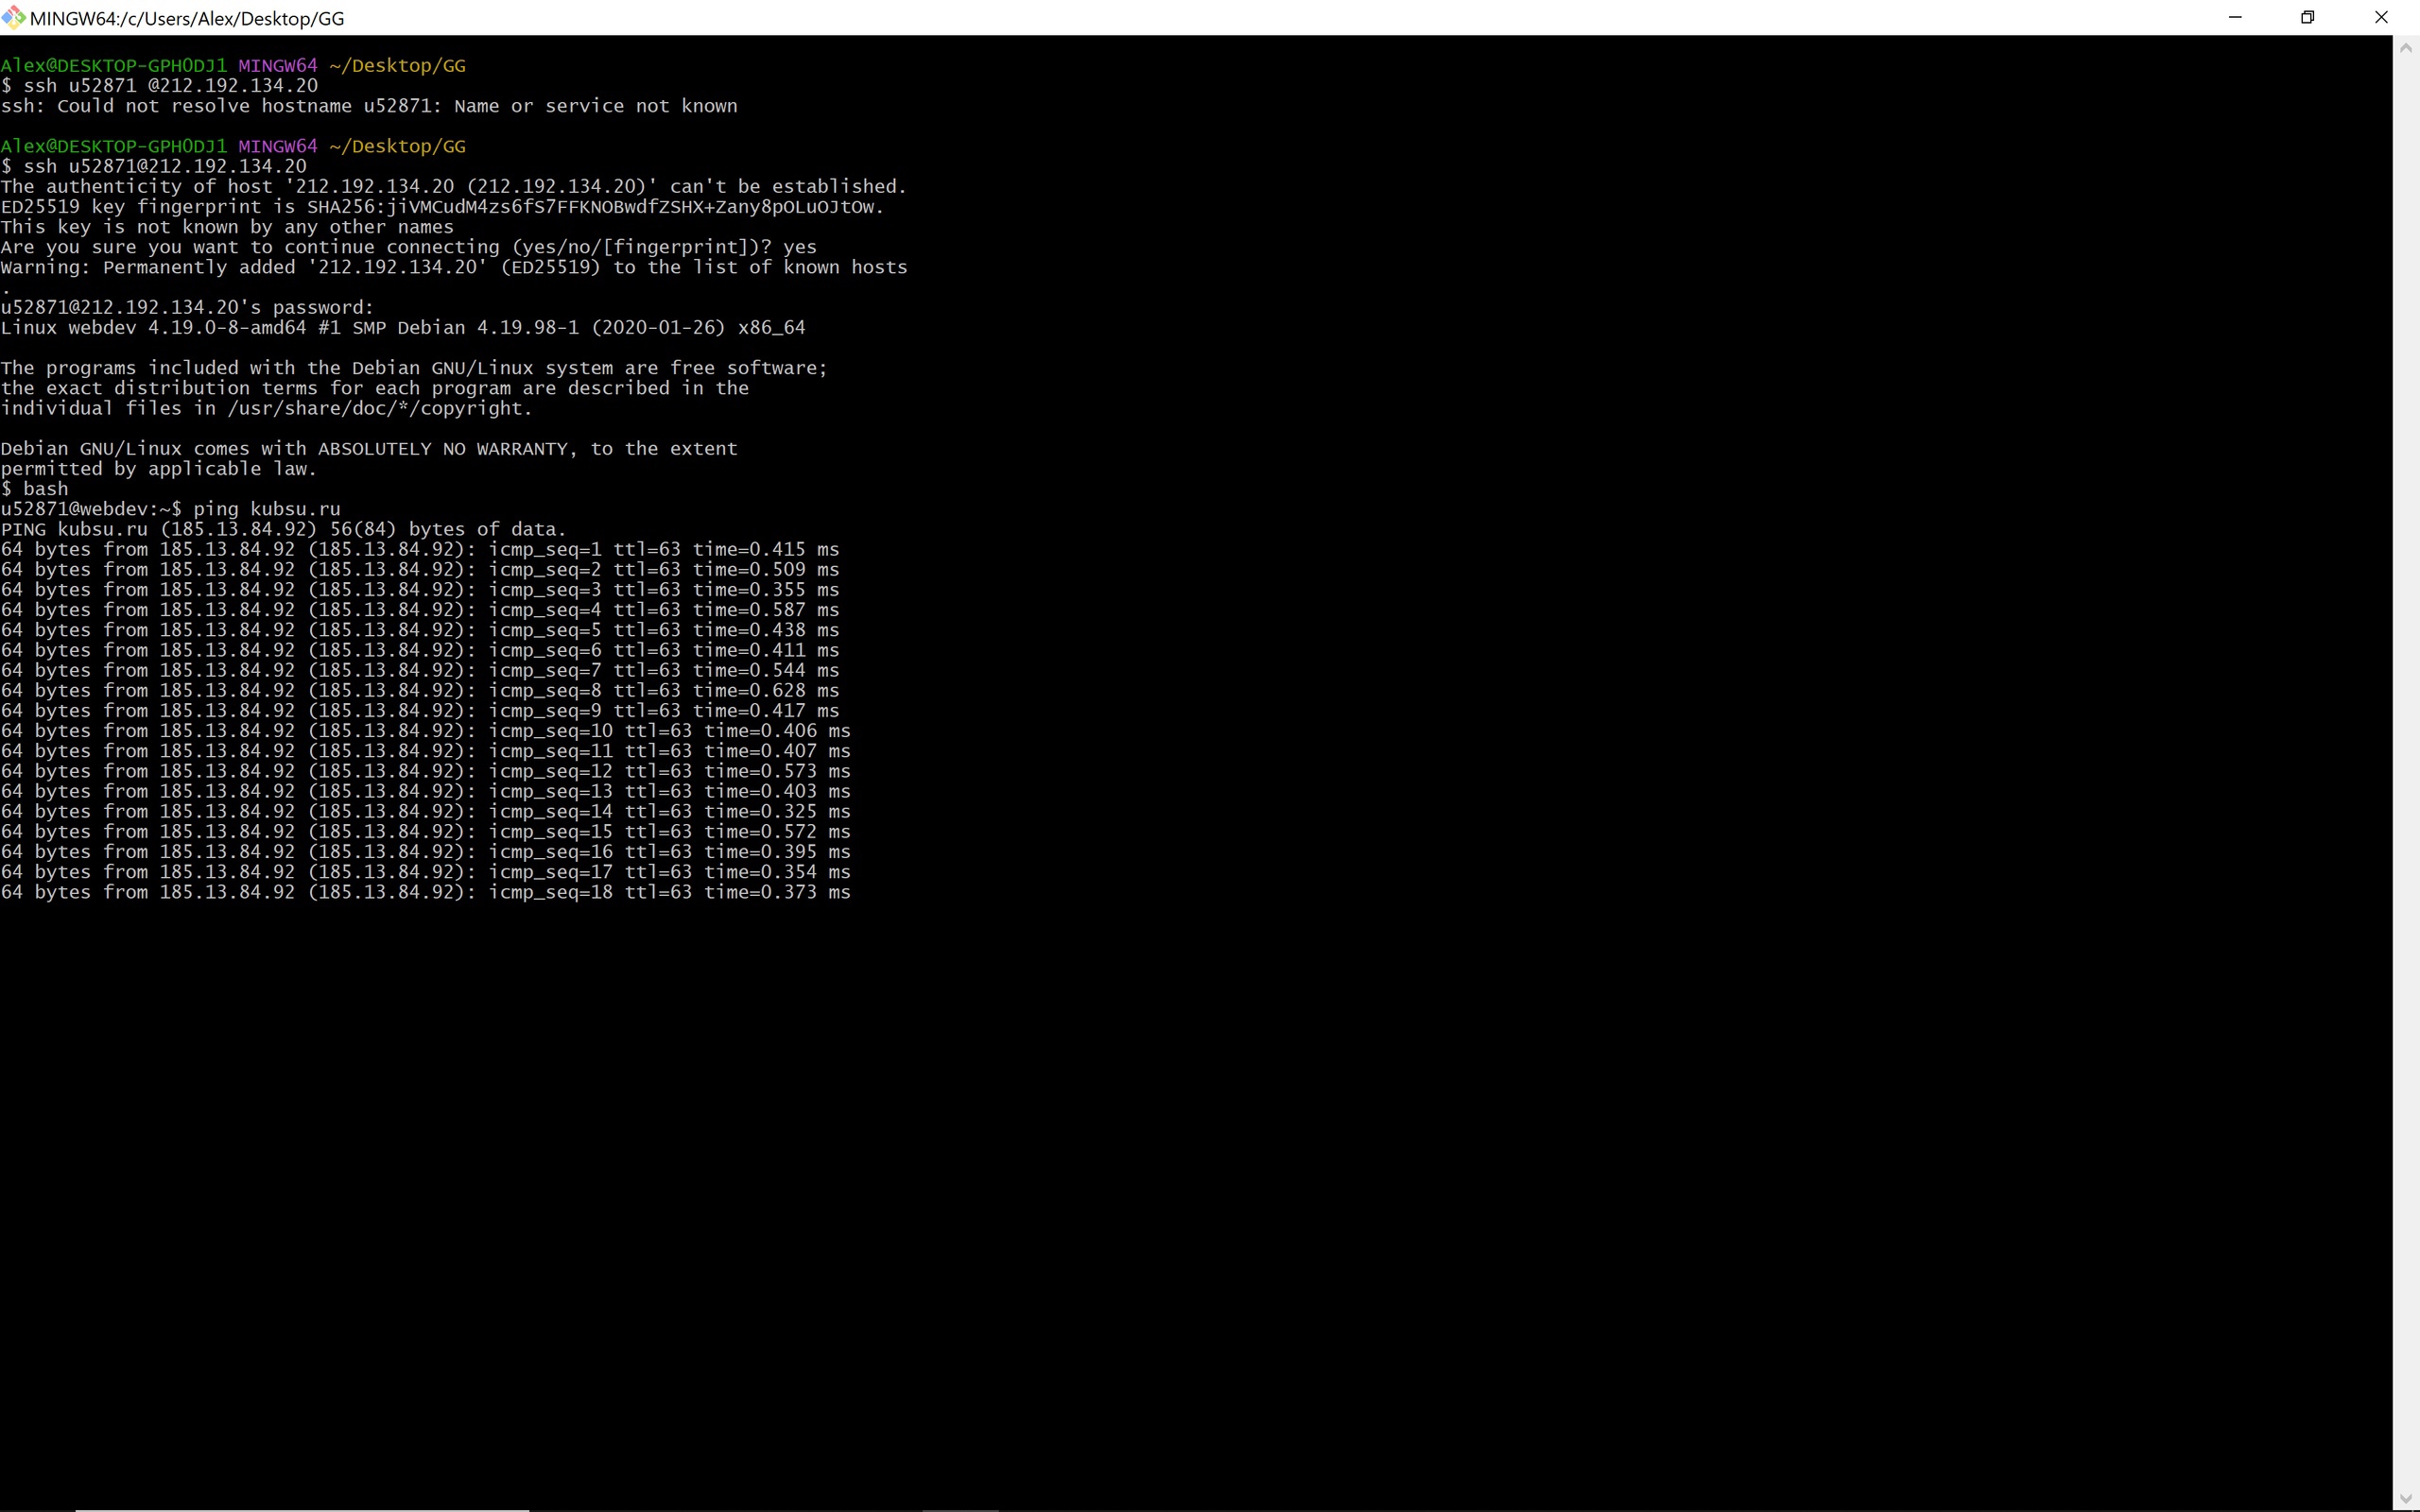 MINGW64:/c/Users/Alex/Desktop/GG
Alex@DESKTOP-GPH0DJ1 MINGW64 ~/Desktop/GG
$ ssh u52871 @212.192.134.20
ssh: Could not resolve hostname u52871: Name or service not known
Alex@DESKTOP-GPH0DJ1 MINGW64 ~/Desktop/GG
$ ssh u52871@212.192.134.20
The authenticity of host '212.192.134.20 (212.192.134.20)' can't be established.
ED25519 key fingerprint is SHA256:jiVMCudM4zs6fS7FFKNOBwdfZSHX+Zany8pOLuOJtOw.
This key is not known by any other names
Are you sure you want to continue connecting (yes/no/[fingerprint])? yes
Warning: Permanently added '212.192.134.20' (ED25519) to the list of known hosts
.
u52871@212.192.134.20's password:
Linux webdev 4.19.0-8-amd64 #1 SMP Debian 4.19.98-1 (2020-01-26) x86_64
The programs included with the Debian GNU/Linux system are free software;
the exact distribution terms for each program are described in the
individual files in /usr/share/doc/*/copyright.
Debian GNU/Linux comes with ABSOLUTELY NO WARRANTY, to the extent
permitted by applicable law.
$ bash
u52871@webdev:~$ ping kubsu.ru
PING kubsu.ru (185.13.84.92) 56(84) bytes of data.
64 bytes from 185.13.84.92 (185.13.84.92): icmp_seq=1 ttl=63 time=0.415 ms
64 bytes from 185.13.84.92 (185.13.84.92): icmp_seq=2 ttl=63 time=0.509 ms
64 bytes from 185.13.84.92 (185.13.84.92): icmp_seq=3 ttl=63 time=0.355 ms
64 bytes from 185.13.84.92 (185.13.84.92): icmp_seq=4 ttl=63 time=0.587 ms
64 bytes from 185.13.84.92 (185.13.84.92): icmp_seq=5 ttl=63 time=0.438 ms
64 bytes from 185.13.84.92 (185.13.84.92): icmp_seq=6 ttl=63 time=0.411 ms
64 bytes from 185.13.84.92 (185.13.84.92): icmp_seq=7 ttl=63 time=0.544 ms
64 bytes from 185.13.84.92 (185.13.84.92): icmp_seq=8 ttl=63 time=0.628 ms
64 bytes from 185.13.84.92 (185.13.84.92): icmp_seq=9 ttl=63 time=0.417 ms
64 bytes from 185.13.84.92 (185.13.84.92): icmp_seq=10 ttl=63 time=0.406 ms
64 bytes from 185.13.84.92 (185.13.84.92): icmp_seq=11 ttl=63 time=0.407 ms
64 bytes from 185.13.84.92 (185.13.84.92): icmp_seq=12 ttl=63 time=0.573 ms
64 bytes from 185.13.84.92 (185.13.84.92): icmp_seq=13 ttl=63 time=0.403 ms
64 bytes from 185.13.84.92 (185.13.84.92): icmp_seq=14 ttl=63 time=0.325 ms
64 bytes from 185.13.84.92 (185.13.84.92): icmp_seq=15 ttl=63 time=0.572 ms
64 bytes from 185.13.84.92 (185.13.84.92): icmp_seq=16 ttl=63 time=0.395 ms
64 bytes from 185.13.84.92 (185.13.84.92): icmp_seq=17 ttl=63 time=0.354 ms
64 bytes from 185.13.84.92 (185.13.84.92): icmp_seq=18 ttl=63 time=0.373 ms